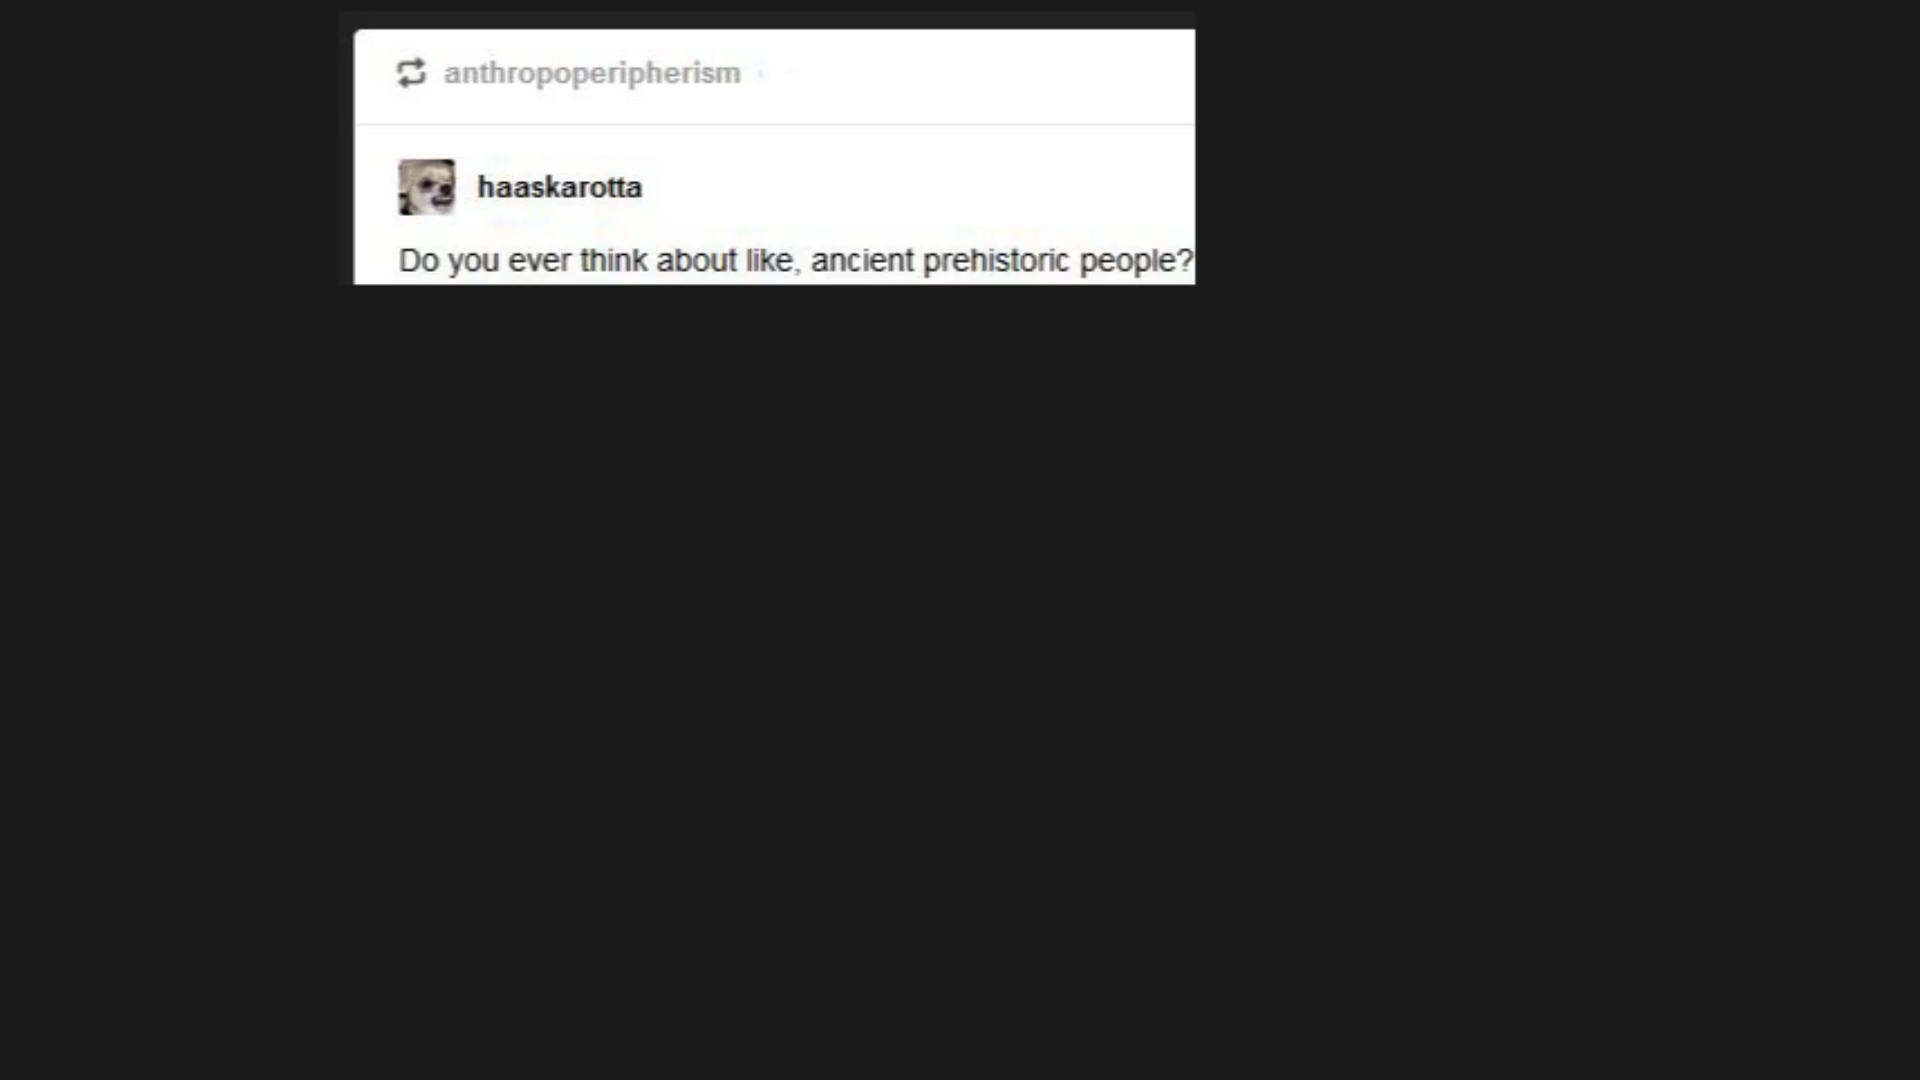 anthropoperipherism
haaskarotta
Do you ever think about like, ancient prehistoric people?